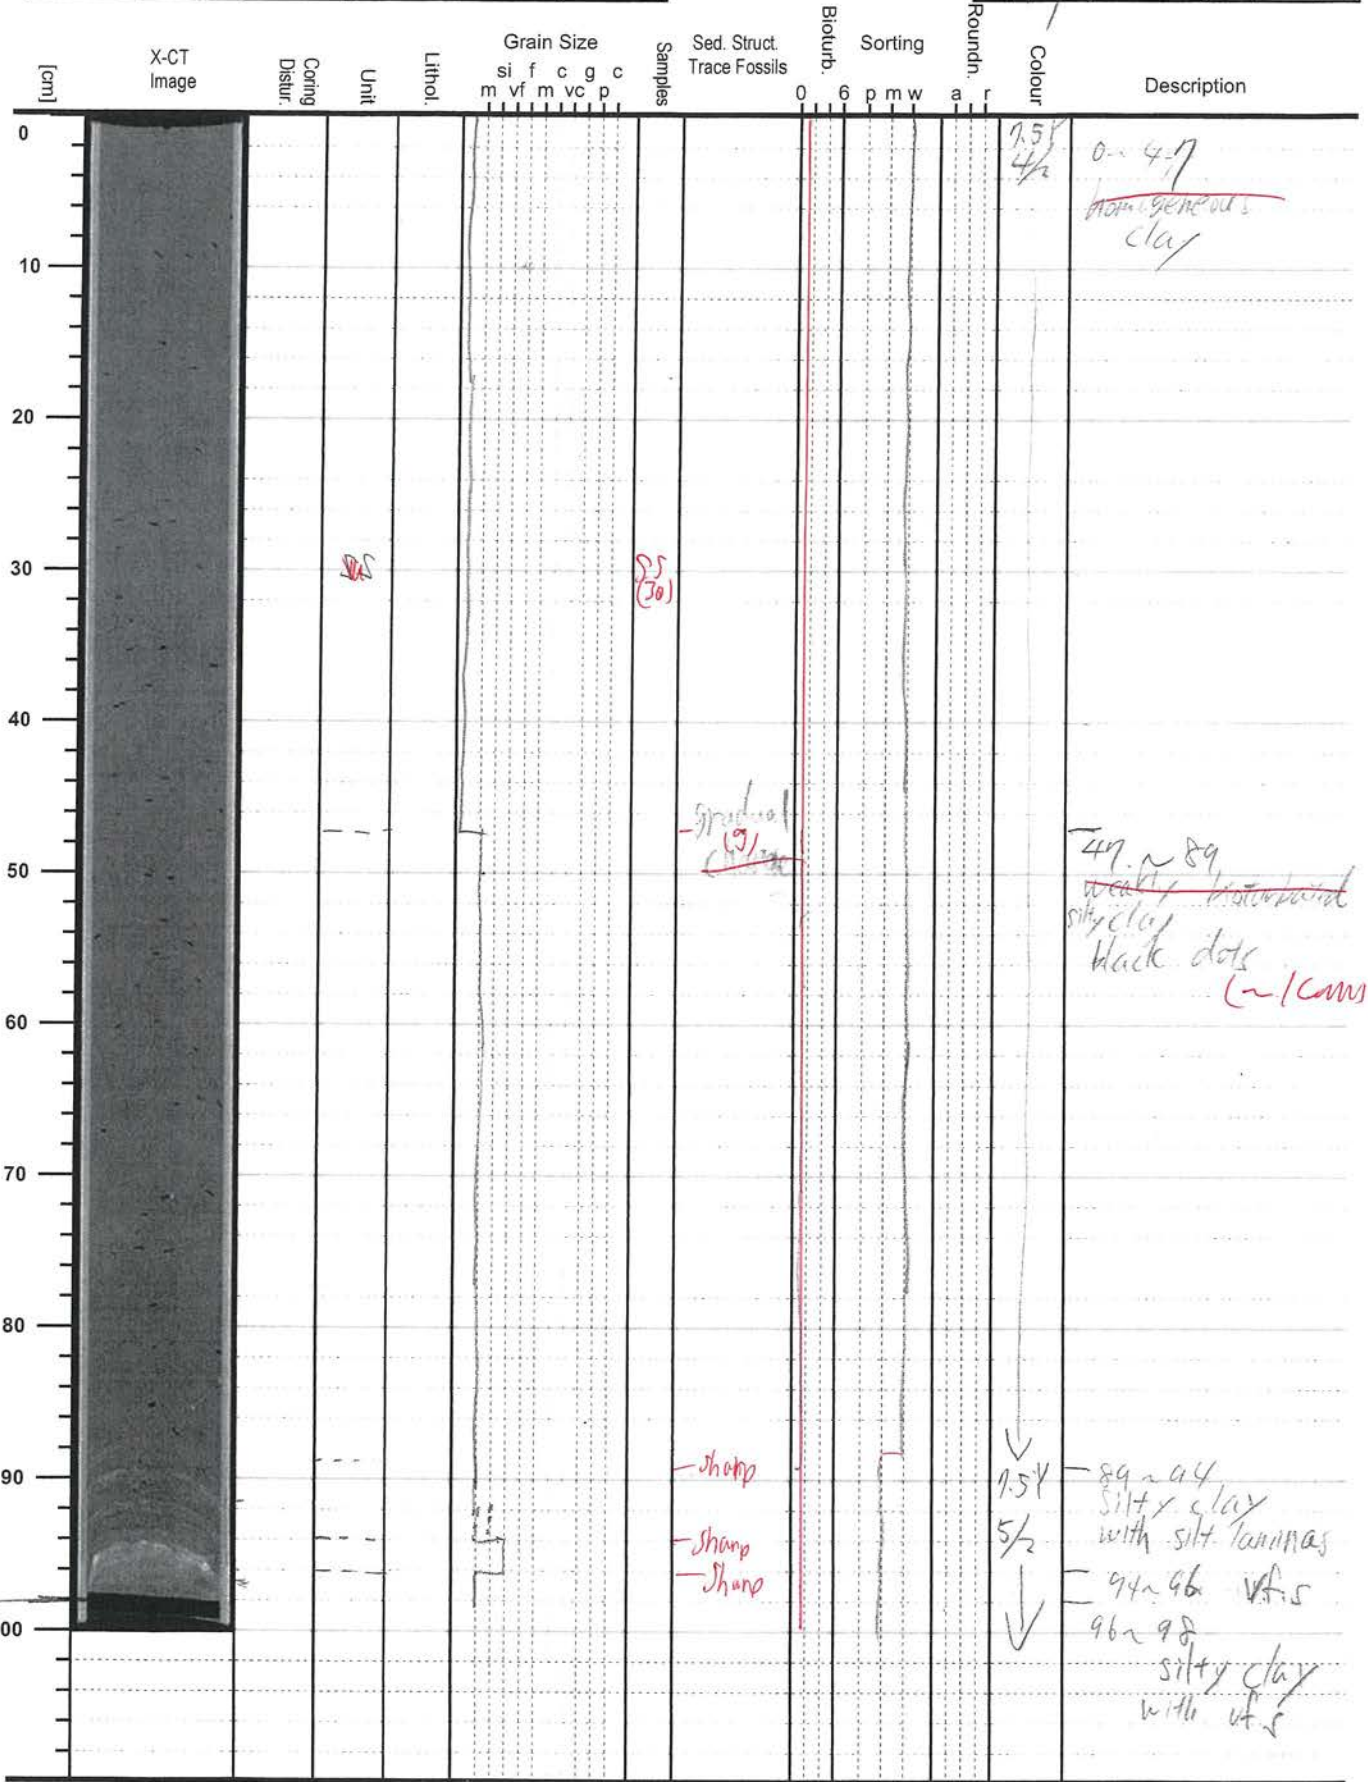 [cm]
X-CT
Image
Coring
Distur.
Unit
Lithol.
Grain Size
si f c g c
m vf m vc p
Samples
Sed. Struct.
Trace Fossils
Bioturb.
0 6
Sorting
p m w
Roundn.
a r
Colour
Description
0
10
20
30
40
50
60
70
80
90
00
7.5Y
4/2
0~47
homogeneous
clay
SS
(30)
gradual
(g)
47~89
weakly bioturbated
silty clay
black dots
sharp
sharp
sharp
7.5Y
5/2
89~94
silty clay
with silt laminas
94~96 vf.s
96~98
silty clay
with vf.s